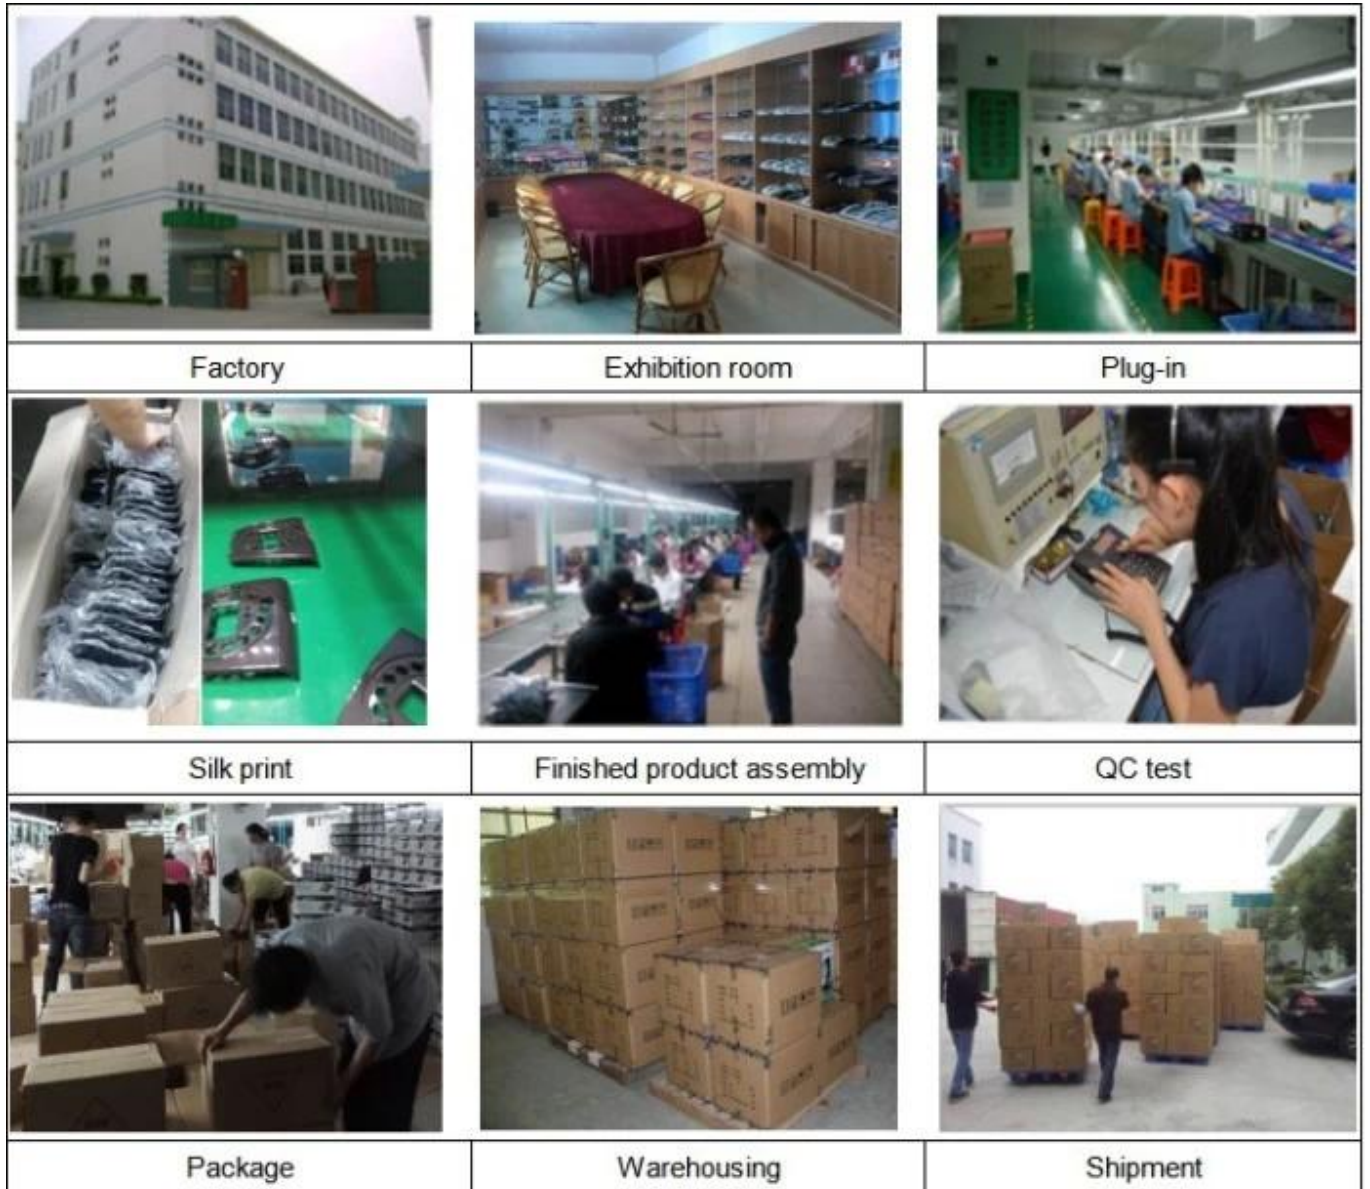 Factory
Exhibition room
Plug-in
Silk print
Finished product assembly
QC test
Package
Warehousing
Shipment